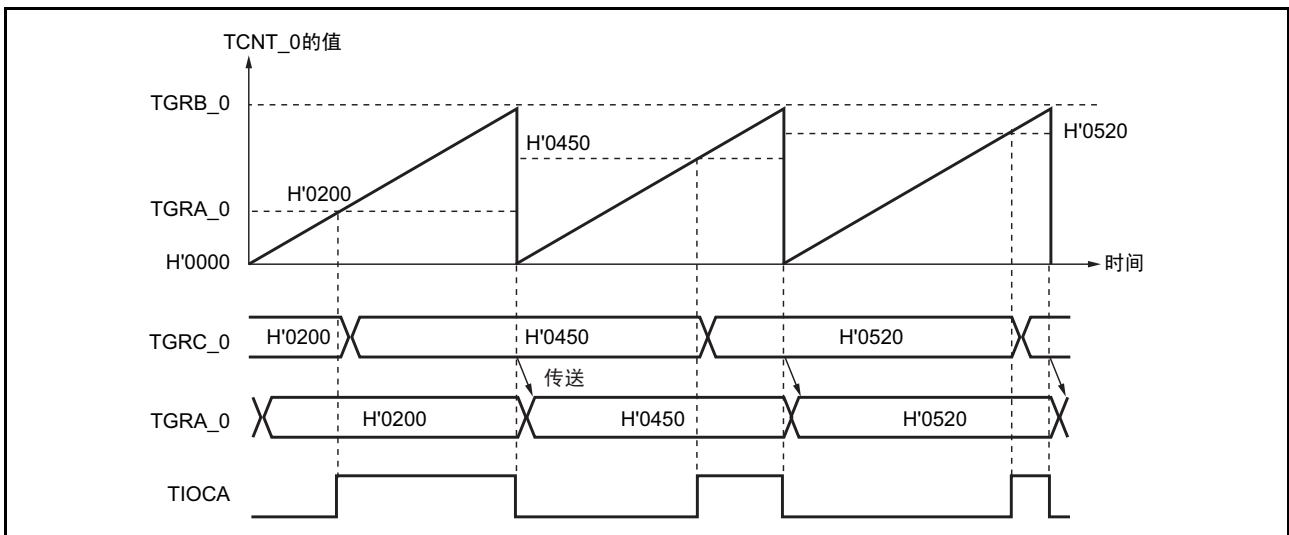 TCNT_0的值
TGRB_0
H'0450
H'0520
H'0200
TGRA_0
H'0000
时间
TGRC_0
H'0200
H'0450
H'0520
传送
TGRA_0
H'0200
H'0450
H'0520
TIOCA